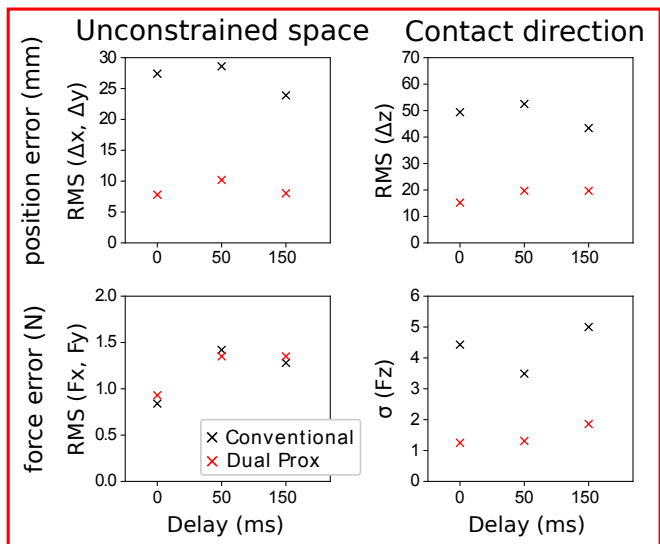 Unconstrained space
Contact direction
position error (mm)
RMS (Δx, Δy)
30
25
20
15
10
5
0
0 50 150
RMS (Δz)
70
60
50
40
30
20
10
0
0 50 150
force error (N)
RMS (Fx, Fy)
2.0
1.5
1.0
0.5
0.0
0 50 150
Delay (ms)
Conventional
Dual Prox
σ (Fz)
6
5
4
3
2
1
0
0 50 150
Delay (ms)